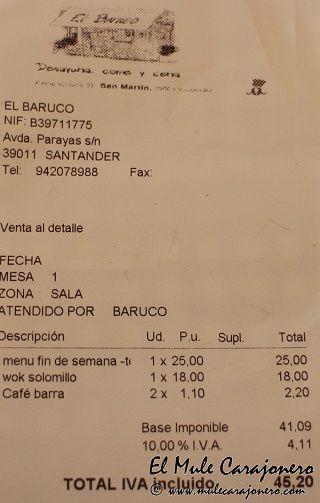 El Baruco
Desayuna, come y cena
San Martin.
EL BARUCO
NIF: B39711775
Avda. Parayas s/n
39011 SANTANDER
Tel: 942078988 Fax:
Venta al detalle
FECHA
MESA 1
ZONA SALA
ATENDIDO POR BARUCO
Descripción Ud. P.u. Supl. Total
menu fin de semana -te 1 x 25,00 25,00
wok solomillo 1 x 18,00 18,00
Café barra 2 x 1,10 2,20
Base Imponible 41,09
10,00 % I.V.A. 4,11
TOTAL IVA incluido 45,20
El Mule Carajonero
© www.mulecarajonero.com